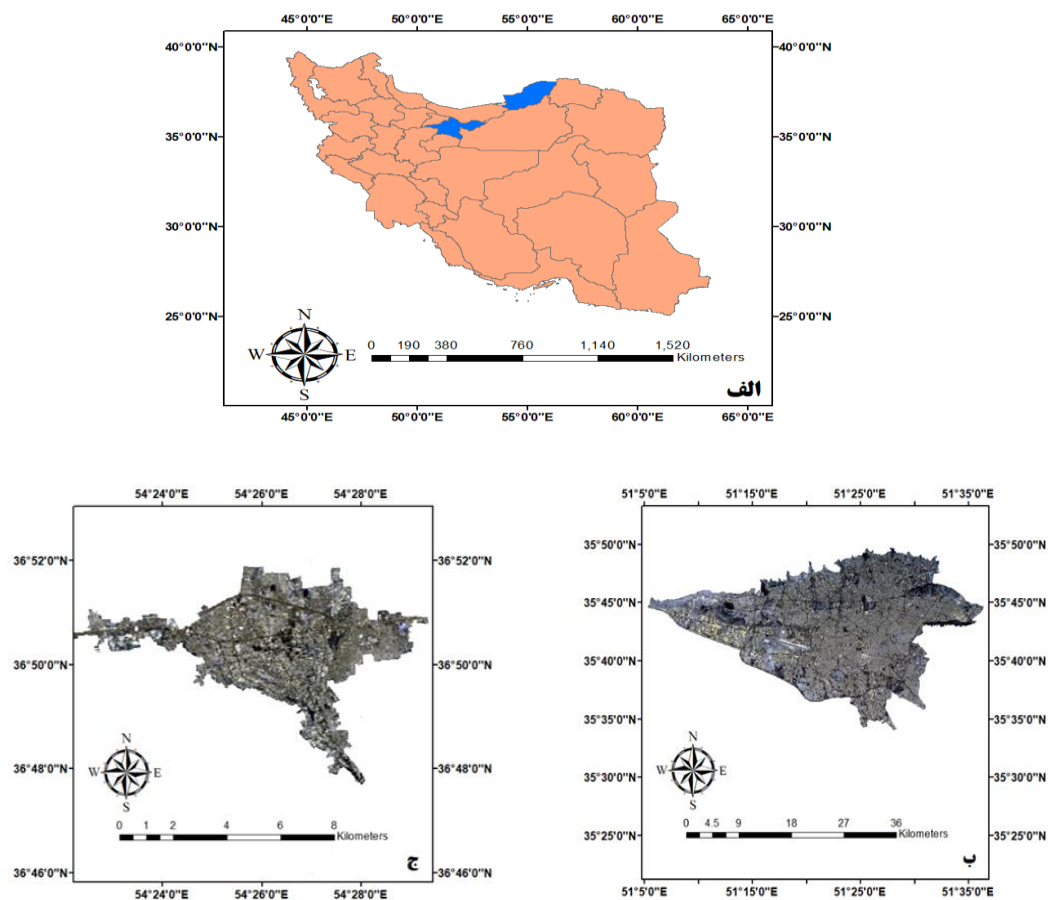 45°0'0"E 50°0'0"E 55°0'0"E 60°0'0"E 65°0'0"E
40°0'0"N 40°0'0"N
35°0'0"N 35°0'0"N
30°0'0"N 30°0'0"N
25°0'0"N 25°0'0"N
N
W E
S
0 190 380 760 1,140 1,520
Kilometers
الف
45°0'0"E 50°0'0"E 55°0'0"E 60°0'0"E 65°0'0"E
54°24'0"E 54°26'0"E 54°28'0"E
36°52'0"N 36°52'0"N
36°50'0"N 36°50'0"N
36°48'0"N 36°48'0"N
36°46'0"N 36°46'0"N
N
W E
S
0 1 2 4 6 8
Kilometers
ج
54°24'0"E 54°26'0"E 54°28'0"E
51°5'0"E 51°15'0"E 51°25'0"E 51°35'0"E
35°50'0"N 35°50'0"N
35°45'0"N 35°45'0"N
35°40'0"N 35°40'0"N
35°35'0"N 35°35'0"N
35°30'0"N 35°30'0"N
35°25'0"N 35°25'0"N
N
W E
S
0 4.5 9 18 27 36
Kilometers
ب
51°5'0"E 51°15'0"E 51°25'0"E 51°35'0"E